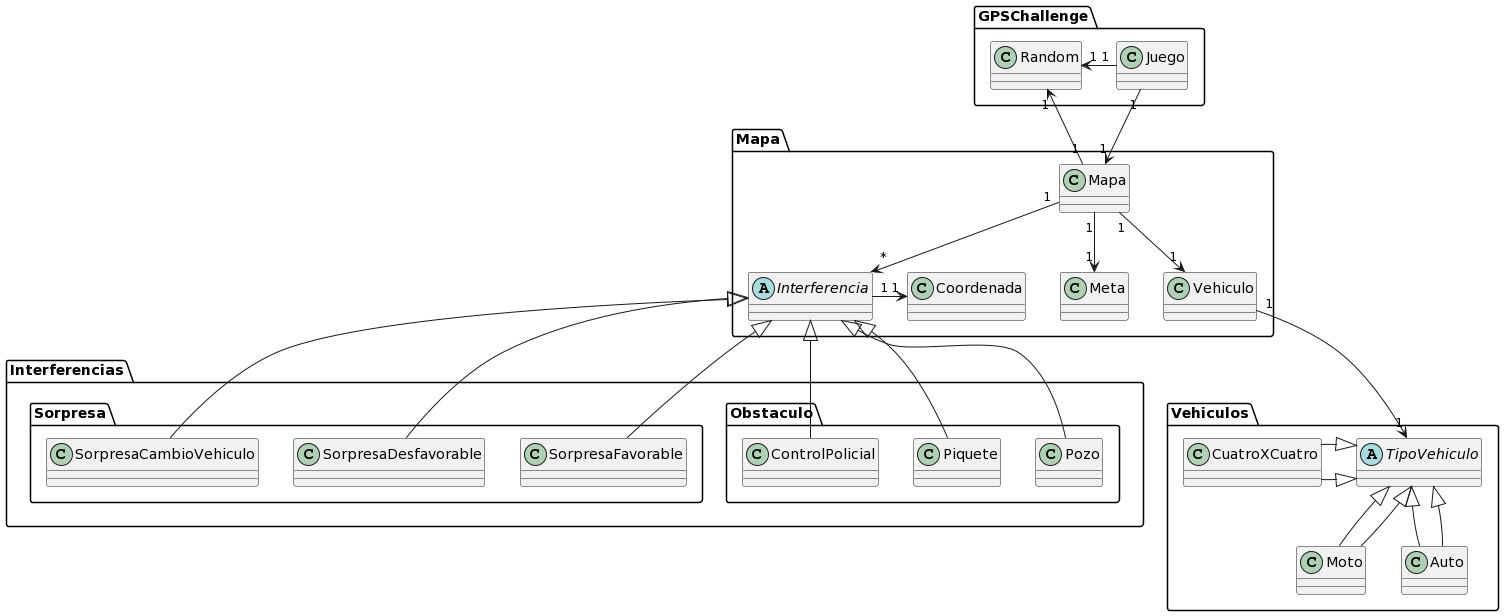 GPSChallenge
C Random
1 1
C Juego
1
1
Mapa
1
1
C Mapa
1
1
1
*
1
1
A Interferencia
1 1
C Coordenada
C Meta
C Vehiculo
1
Interferencias
Sorpresa
Obstaculo
Vehiculos
1
C SorpresaCambioVehiculo
C SorpresaDesfavorable
C SorpresaFavorable
C ControlPolicial
C Piquete
C Pozo
C CuatroXCuatro
A TipoVehiculo
C Moto
C Auto